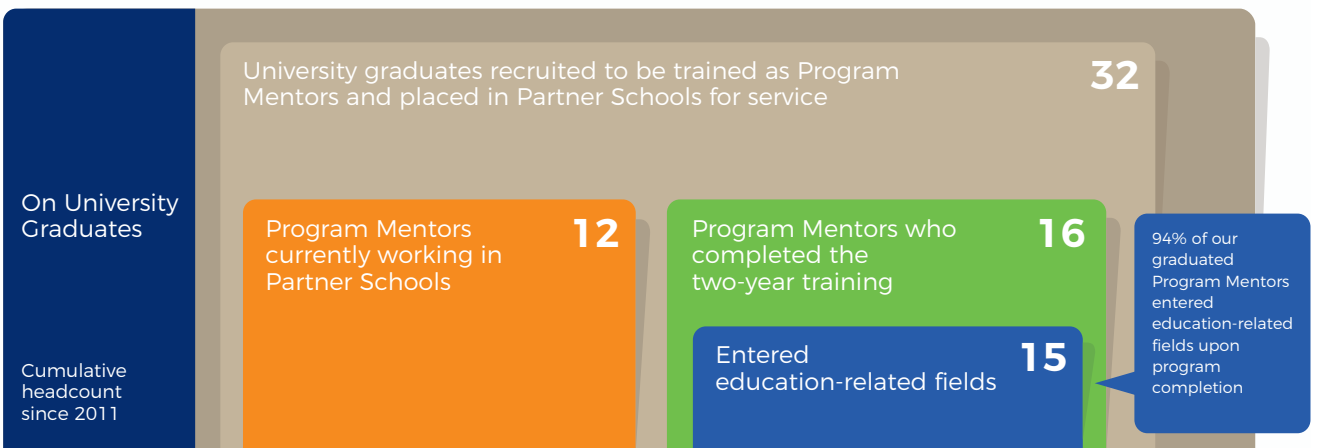 On University
Graduates
Cumulative
headcount
since 2011
University graduates recruited to be trained as Program
Mentors and placed in Partner Schools for service
32
Program Mentors
currently working in
Partner Schools
12
Program Mentors who
completed the
two-year training
16
Entered
education-related fields
15
94% of our
graduated
Program Mentors
entered
education-related
fields upon
program
completion